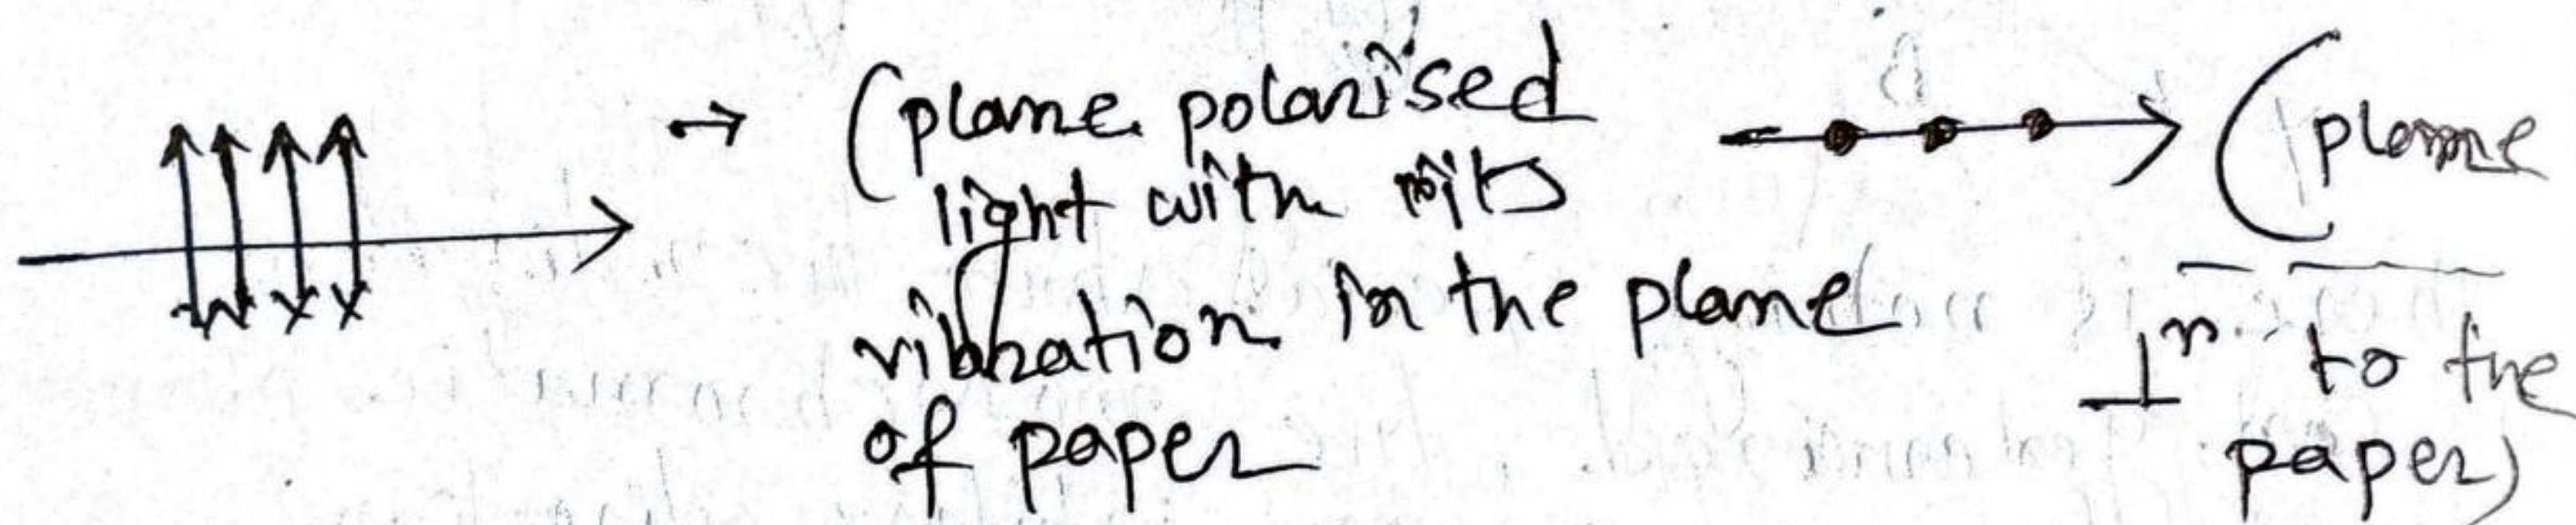 → (plane polarised
light with its
vibration in the plane
of paper
(plane
⊥r to the
paper)